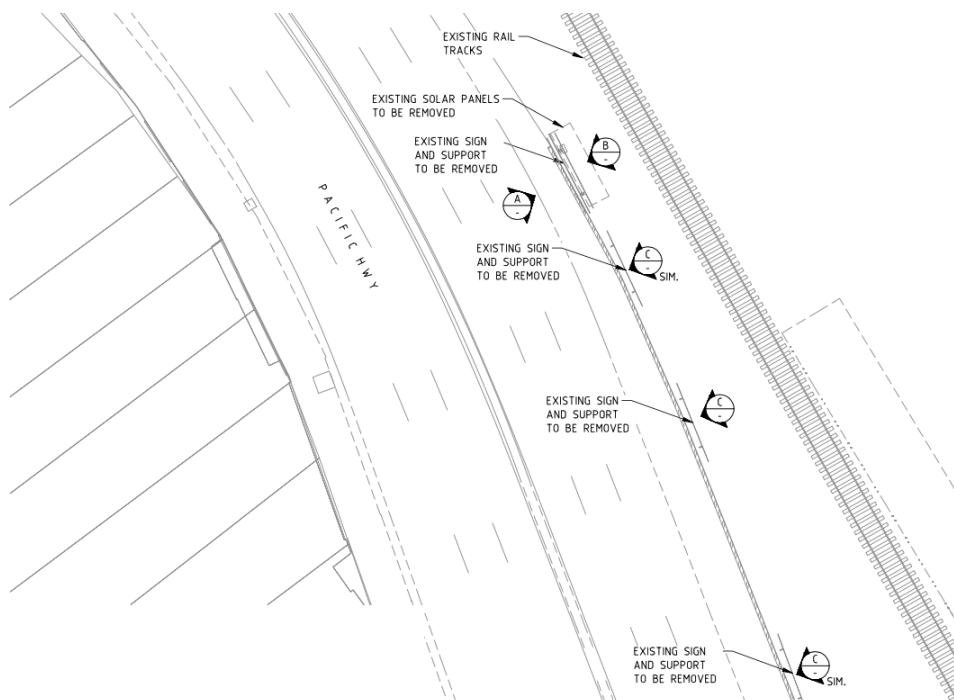 EXISTING RAIL
TRACKS
EXISTING SOLAR PANELS
TO BE REMOVED
EXISTING SIGN
AND SUPPORT
TO BE REMOVED
B
-
A
-
PACIFIC HWY
EXISTING SIGN
AND SUPPORT
TO BE REMOVED
C
-
SIM.
EXISTING SIGN
AND SUPPORT
TO BE REMOVED
C
-
EXISTING SIGN
AND SUPPORT
TO BE REMOVED
C
-
SIM.